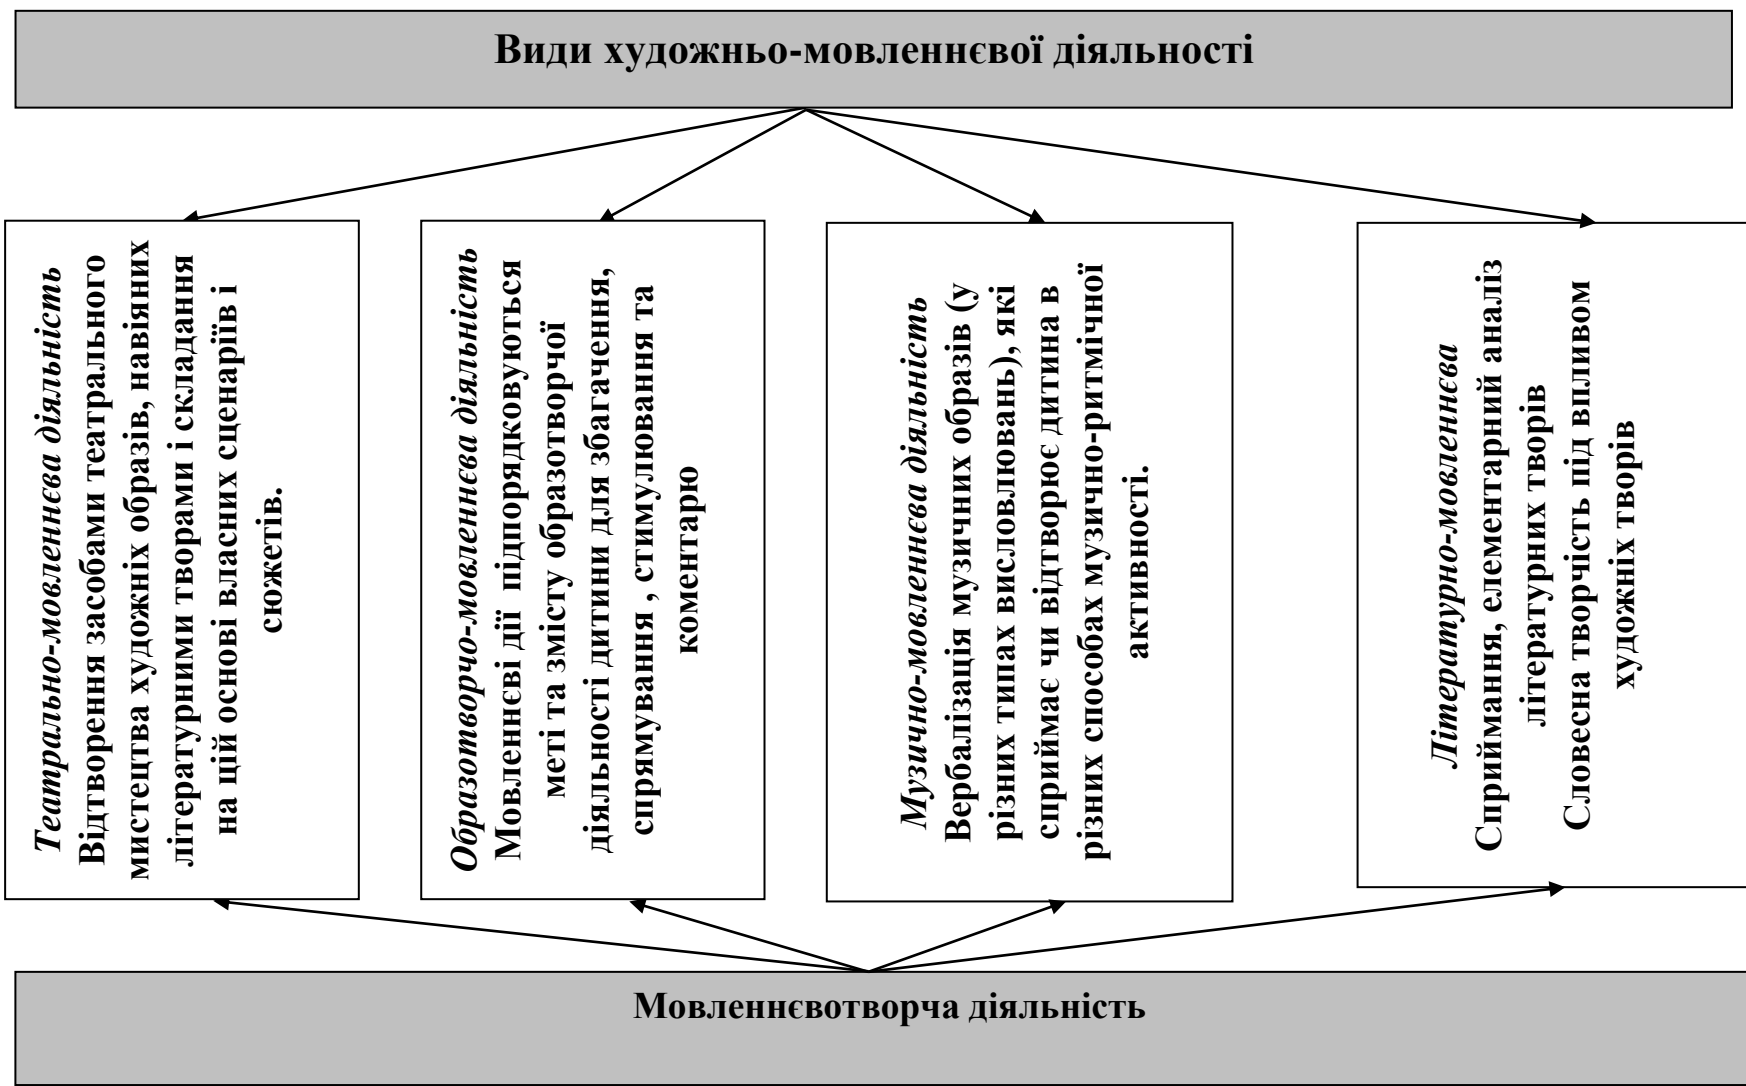 Види художньо-мовленнєвої діяльності
Театрально-мовленнєва діяльність
Відтворення засобами театрального
мистецтва художніх образів, навіяних
літературними творами і складання
на цій основі власних сценаріїв і
сюжетів.
Образотворчо-мовленнєва діяльність
Мовленнєві дії підпорядковуються
меті та змісту образотворчої
діяльності дитини для збагачення,
спрямування , стимулювання та
коментарю
Музично-мовленнєва діяльність
Вербалізація музичних образів (у
різних типах висловлювань), які
сприймає чи відтворює дитина в
різних способах музично-ритмічної
активності.
Літературно-мовленнєва
Сприймання, елементарний аналіз
літературних творів
Словесна творчість під впливом
художніх творів
Мовленнєвотворча діяльність